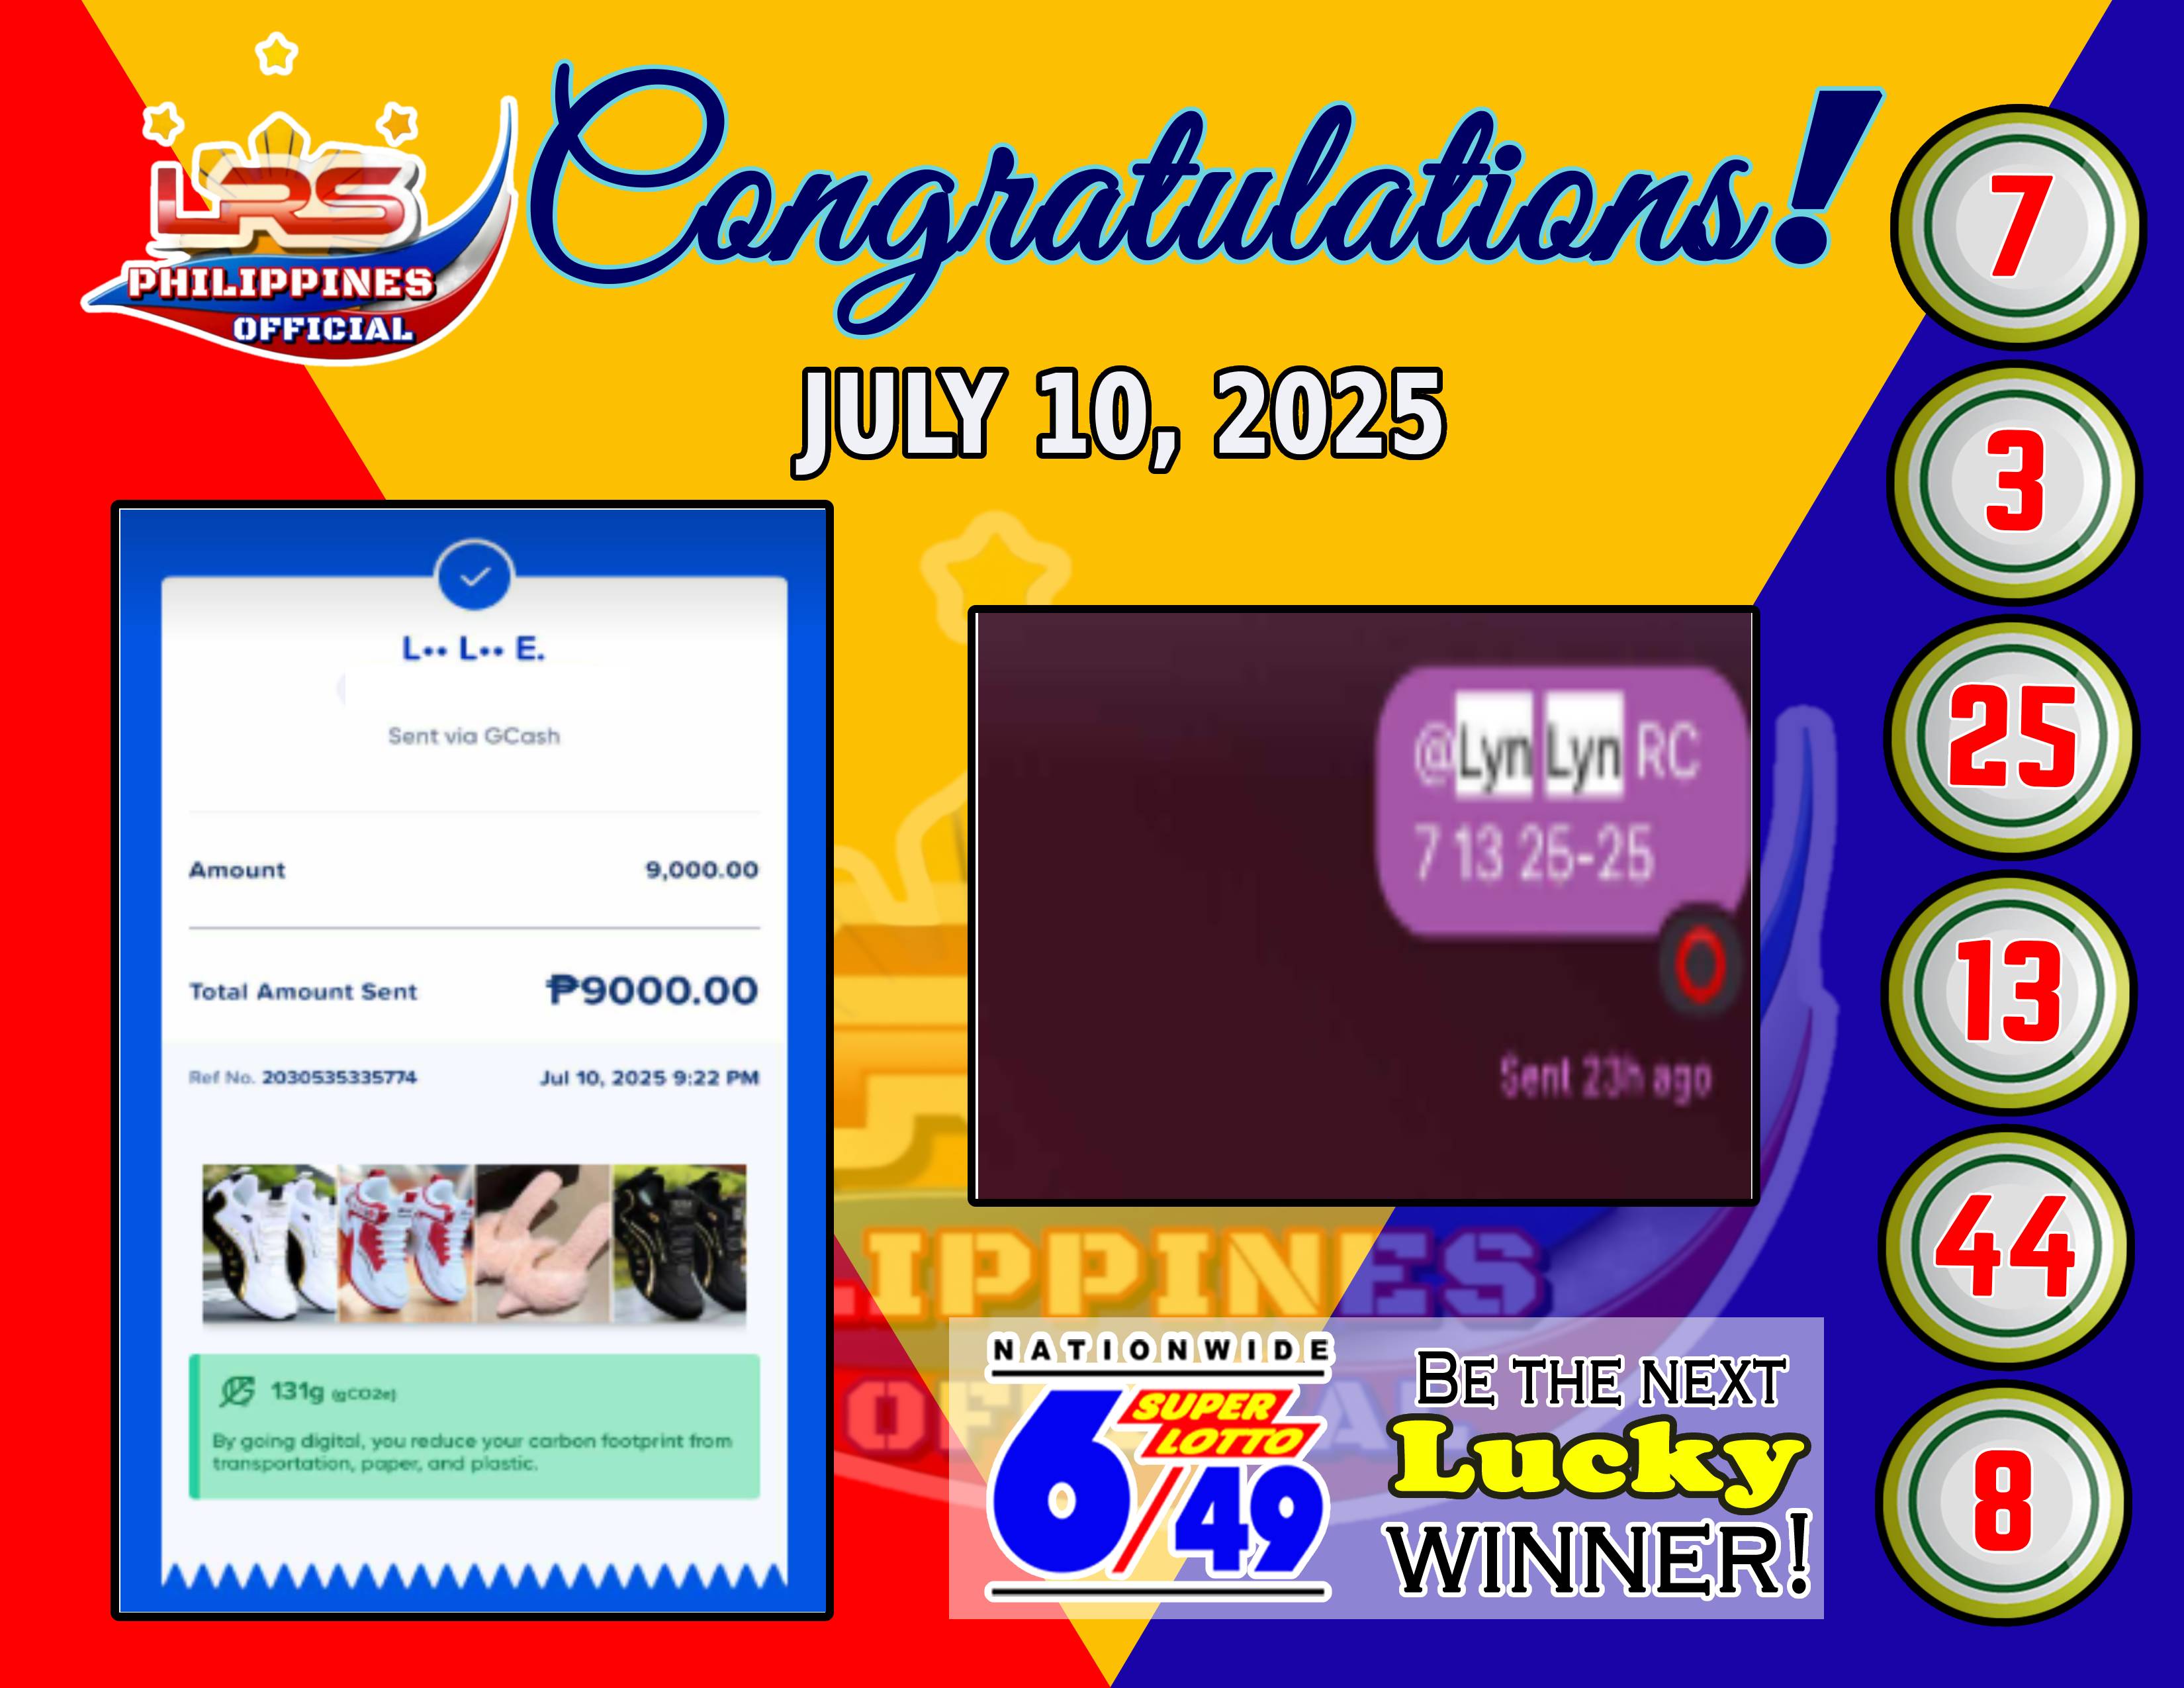 LRS
PHILIPPINES
OFFICIAL
Congratulations!
JULY 10, 2025
L•• L•• E.
Sent via GCash
Amount 9,000.00
Total Amount Sent ₱9000.00
Ref No. 2030535335774 Jul 10, 2025 9:22 PM
131g (gCO2e)
By going digital, you reduce your carbon footprint from
transportation, paper, and plastic.
@Lyn Lyn RC
7 13 25-25
Sent 23h ago
IPPINES
NATIONWIDE
SUPER
LOTTO
6/49
BE THE NEXT
Lucky
WINNER!
7
3
25
13
44
8